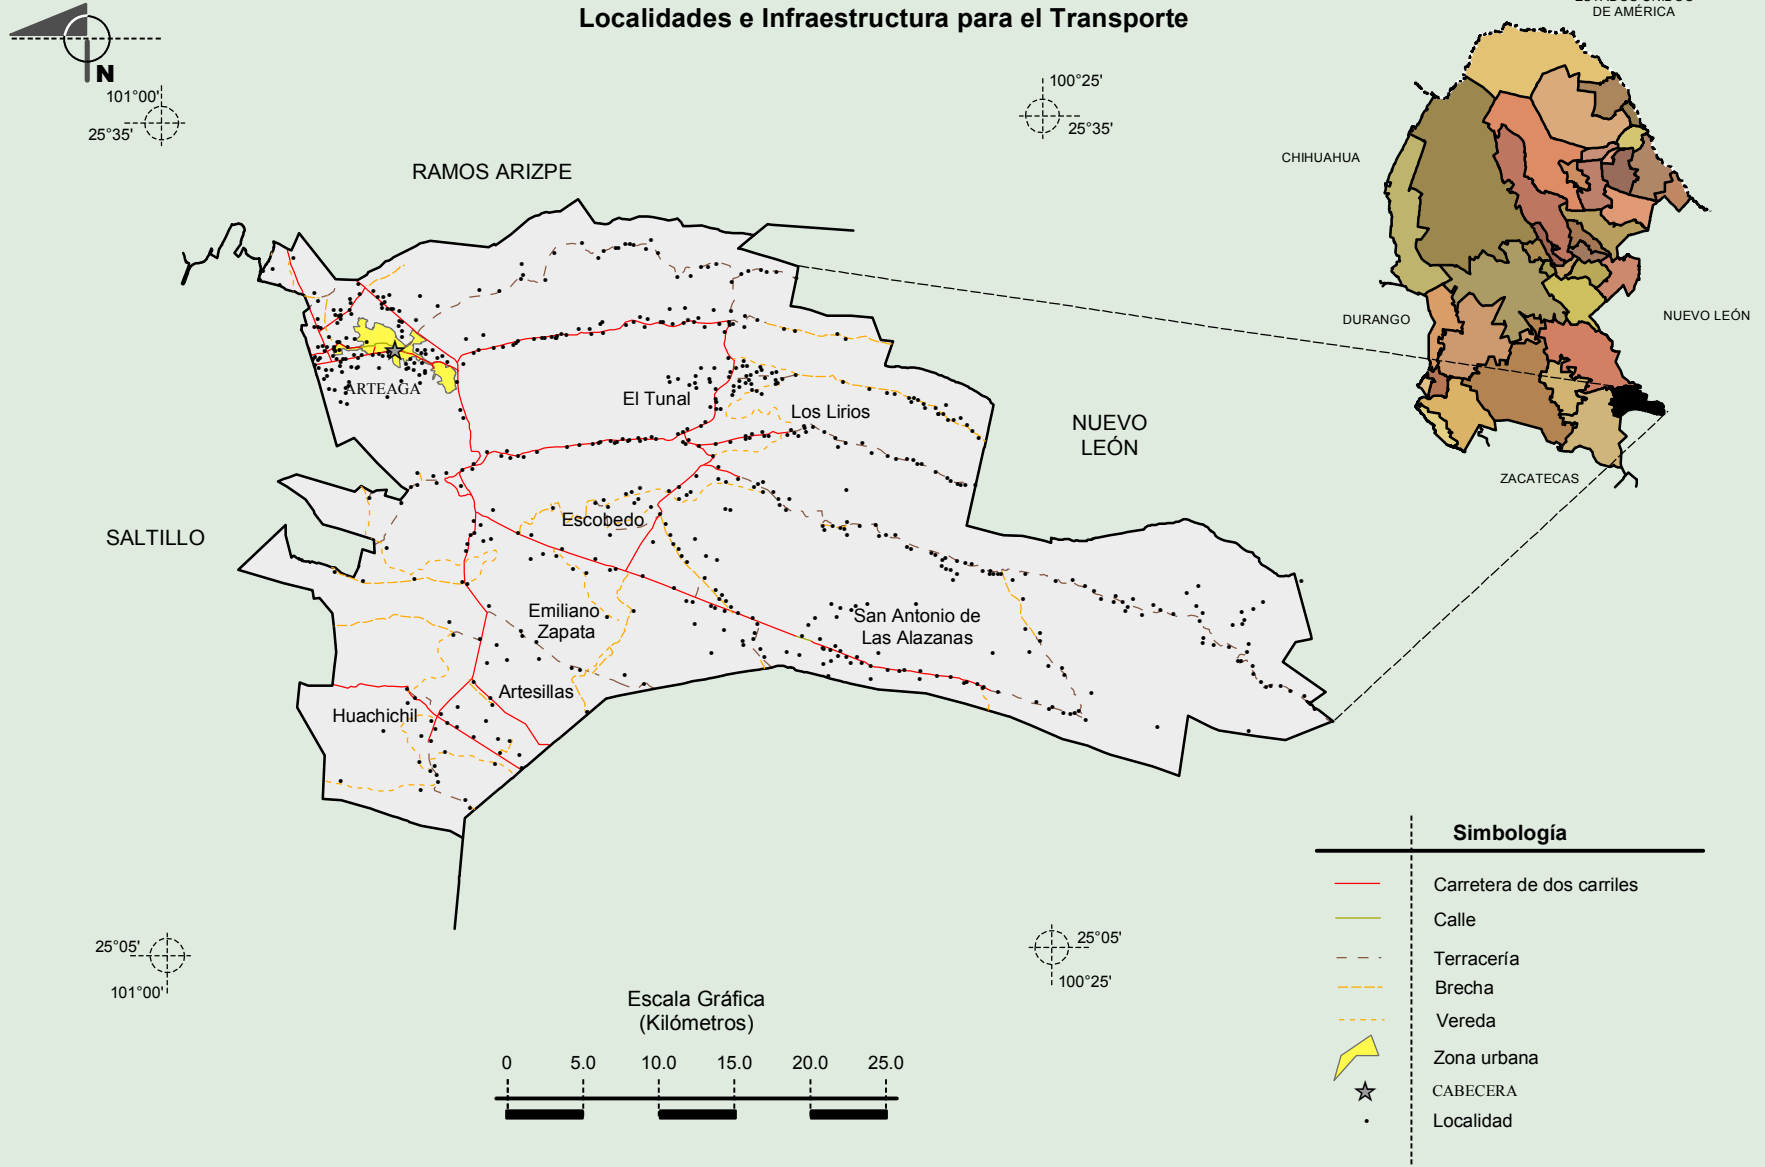 Localidades e Infraestructura para el Transporte
DE AMÉRICA
N
101°00'
25°35'
100°25'
25°35'
CHIHUAHUA
RAMOS ARIZPE
DURANGO
NUEVO LEÓN
ARTEAGA
El Tunal
Los Lirios
NUEVO
LEÓN
ZACATECAS
Escobedo
SALTILLO
Emiliano
Zapata
San Antonio de
Las Alazanas
Artesillas
Huachichil
25°05'
101°00'
25°05'
100°25'
Escala Gráfica
(Kilómetros)
0 5.0 10.0 15.0 20.0 25.0
Simbología
Carretera de dos carriles
Calle
Terracería
Brecha
Vereda
Zona urbana
CABECERA
Localidad